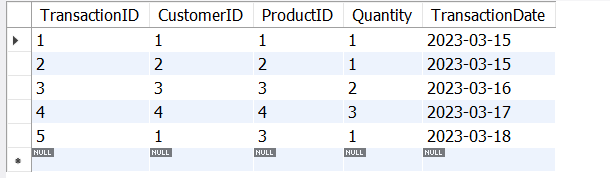 TransactionID CustomerID ProductID Quantity TransactionDate
1 1 1 1 2023-03-15
2 2 2 1 2023-03-15
3 3 3 2 2023-03-16
4 4 4 3 2023-03-17
5 1 3 1 2023-03-18
NULL NULL NULL NULL NULL